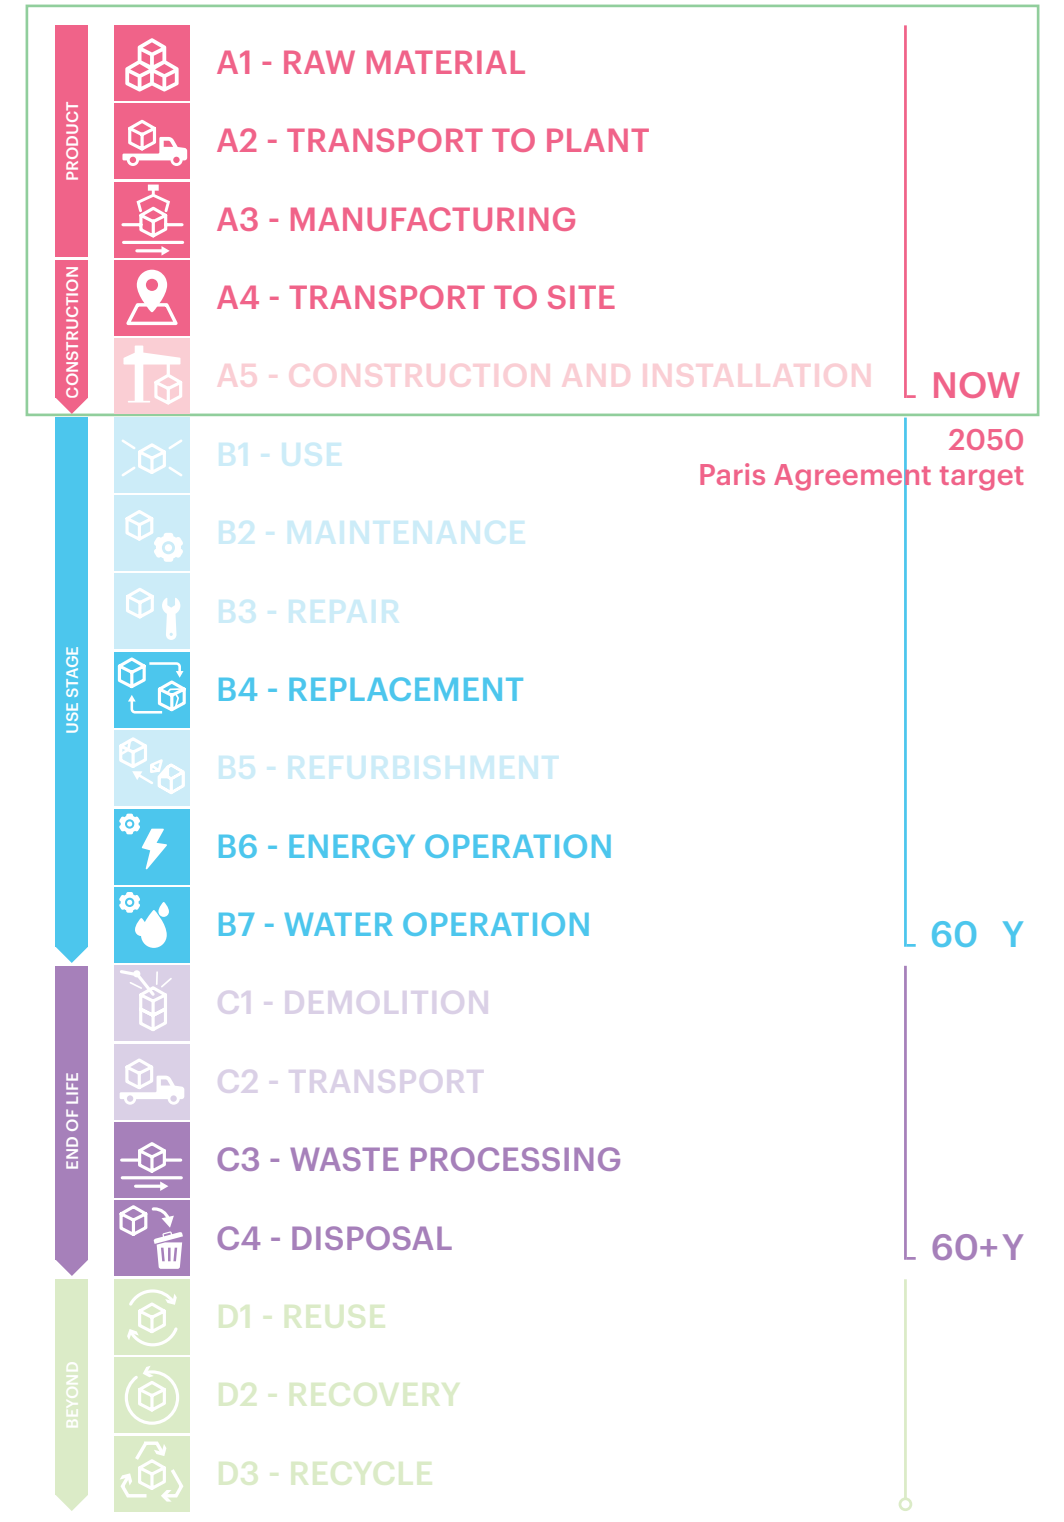 PRODUCT
A1 - RAW MATERIAL
A2 - TRANSPORT TO PLANT
A3 - MANUFACTURING
CONSTRUCTION
A4 - TRANSPORT TO SITE
A5 - CONSTRUCTION AND INSTALLATION
NOW
2050
Paris Agreement target
USE STAGE
B1 - USE
B2 - MAINTENANCE
B3 - REPAIR
B4 - REPLACEMENT
B5 - REFURBISHMENT
B6 - ENERGY OPERATION
B7 - WATER OPERATION
60 Y
END OF LIFE
C1 - DEMOLITION
C2 - TRANSPORT
C3 - WASTE PROCESSING
C4 - DISPOSAL
60+Y
BEYOND
D1 - REUSE
D2 - RECOVERY
D3 - RECYCLE